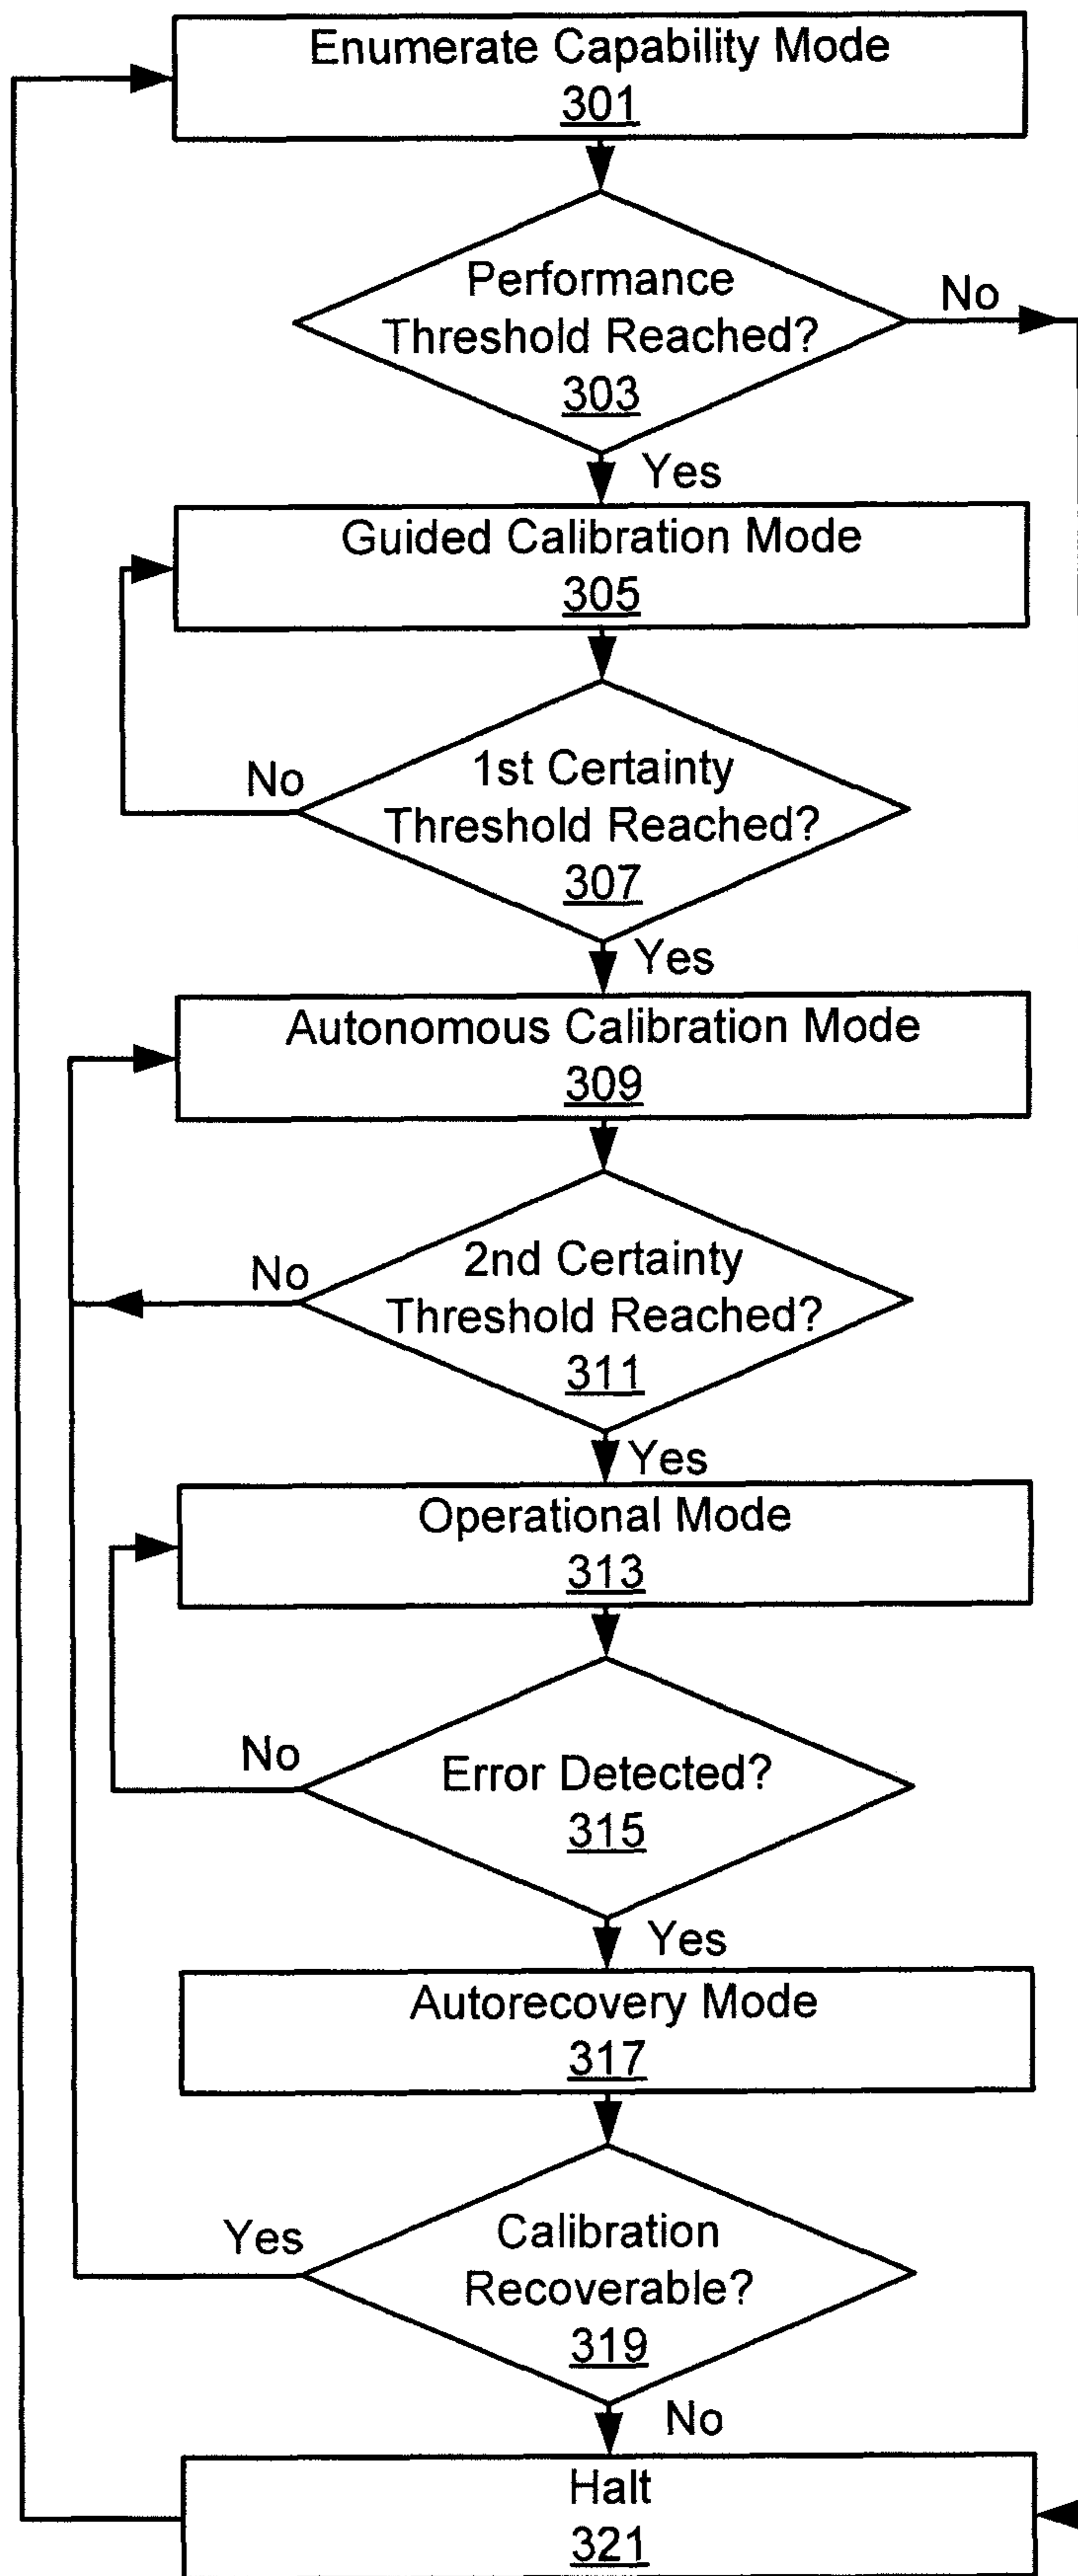 Enumerate Capability Mode
301
Performance
Threshold Reached?
303
No
Yes
Guided Calibration Mode
305
No
1st Certainty
Threshold Reached?
307
Yes
Autonomous Calibration Mode
309
No
2nd Certainty
Threshold Reached?
311
Yes
Operational Mode
313
No
Error Detected?
315
Yes
Autorecovery Mode
317
Yes
Calibration
Recoverable?
319
No
Halt
321